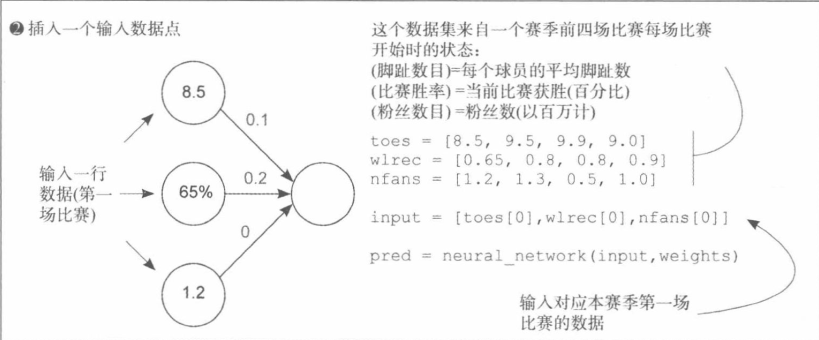 ❷ 插入一个输入数据点
8.5
0.1
输入一行
数据(第一
场比赛)
65%
0.2
0
1.2
这个数据集来自一个赛季前四场比赛每场比赛
开始时的状态：
(脚趾数目)=每个球员的平均脚趾数
(比赛胜率) =当前比赛获胜(百分比)
(粉丝数目) =粉丝数(以百万计)
toes = [8.5, 9.5, 9.9, 9.0]
wlrec = [0.65, 0.8, 0.8, 0.9]
nfans = [1.2, 1.3, 0.5, 1.0]
input = [toes[0],wlrec[0],nfans[0]]
pred = neural_network(input,weights)
输入对应本赛季第一场
比赛的数据